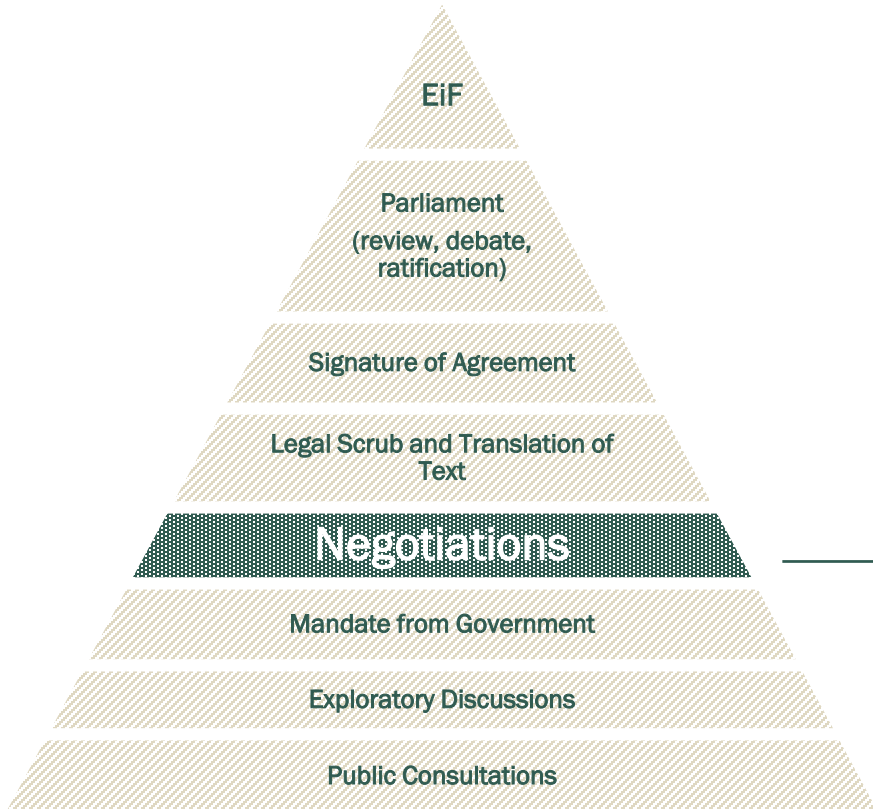 EiF
Parliament
(review, debate,
ratification)
Signature of Agreement
Legal Scrub and Translation of
Text
Negotiations
Mandate from Government
Exploratory Discussions
Public Consultations